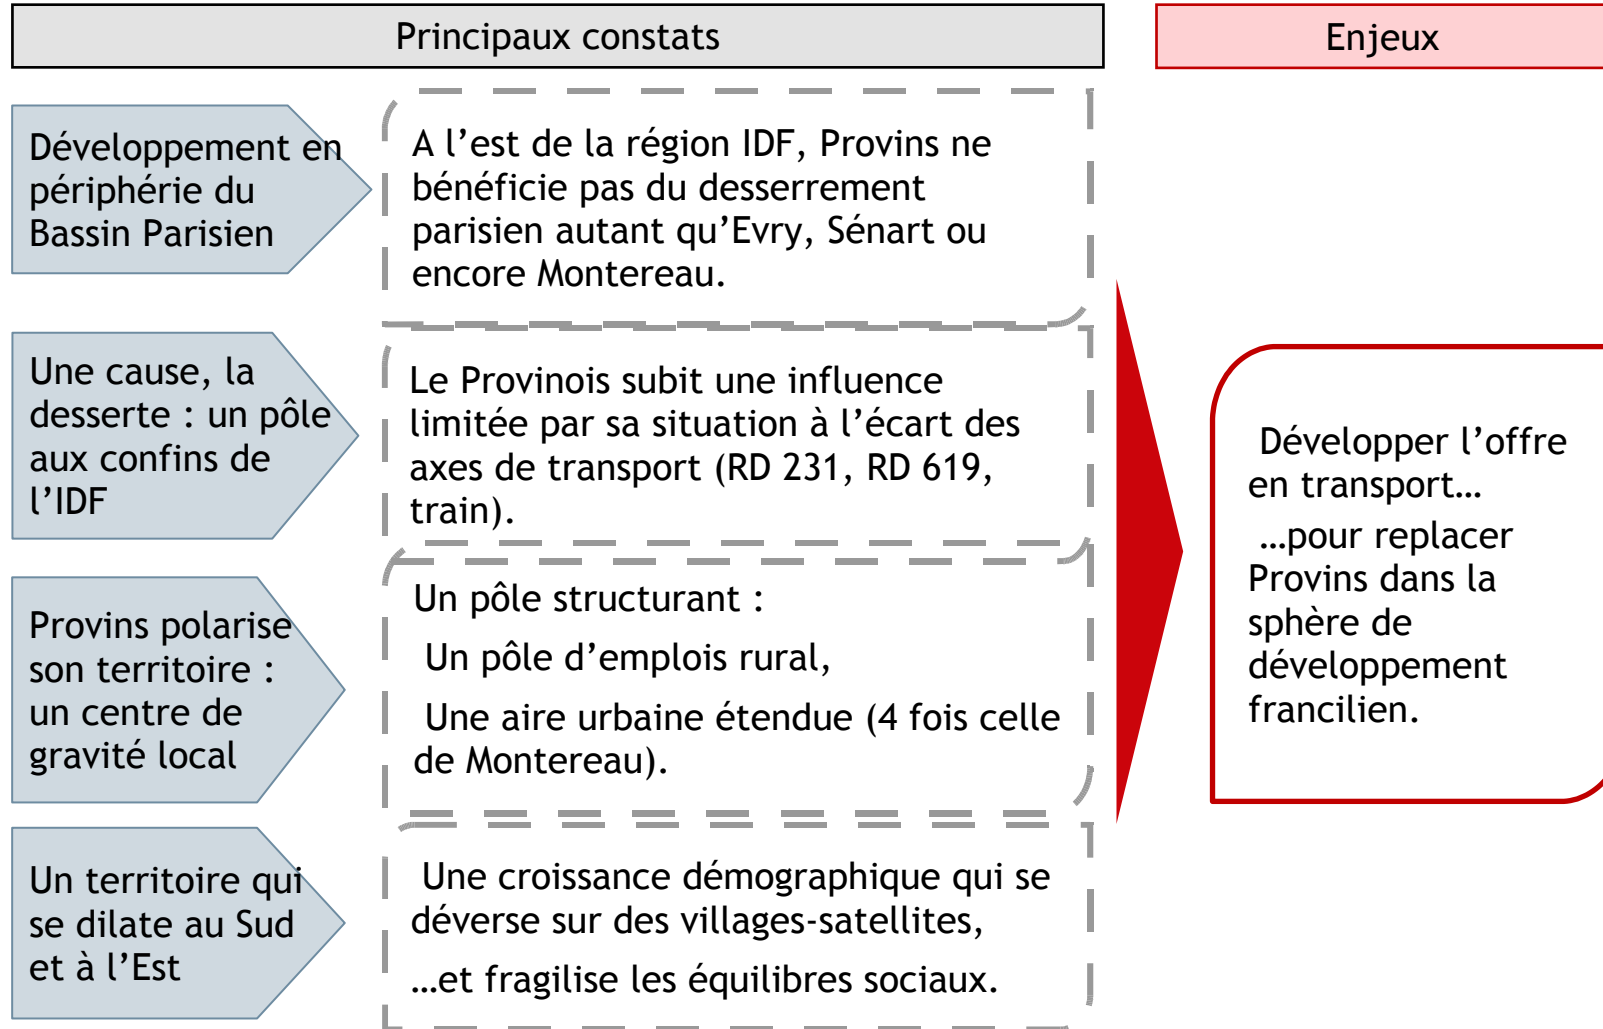 Principaux constats
Enjeux
Développement en
périphérie du
Bassin Parisien
A l’est de la région IDF, Provins ne
bénéficie pas du desserrement
parisien autant qu’Evry, Sénart ou
encore Montereau.
Une cause, la
desserte : un pôle
aux confins de
l’IDF
Le Provinois subit une influence
limitée par sa situation à l’écart des
axes de transport (RD 231, RD 619,
train).
Provins polarise
son territoire :
un centre de
gravité local
Un pôle structurant :
Un pôle d’emplois rural,
Une aire urbaine étendue (4 fois celle
de Montereau).
Un territoire qui
se dilate au Sud
et à l’Est
Une croissance démographique qui se
déverse sur des villages-satellites,
…et fragilise les équilibres sociaux.
Développer l’offre
en transport…
…pour replacer
Provins dans la
sphère de
développement
francilien.